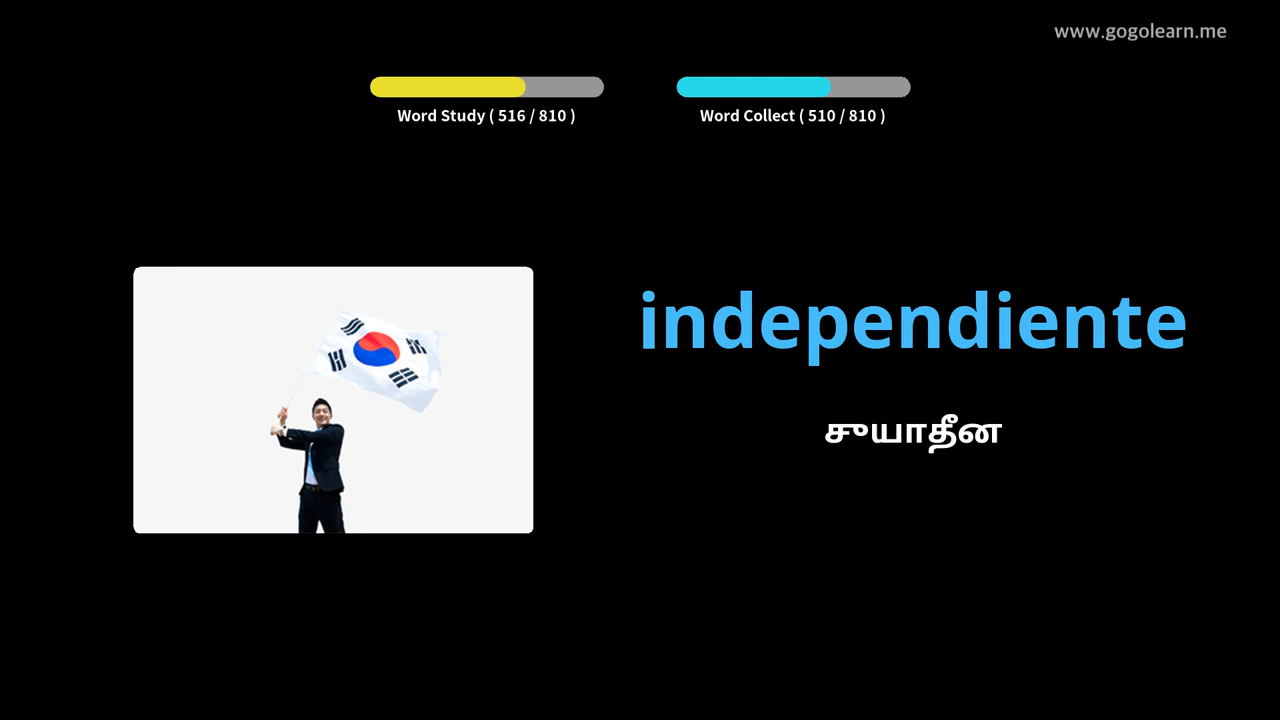 www.gogolearn.me
Word Study ( 516 / 810 )
Word Collect ( 510 / 810 )
independiente
சுயாதீன